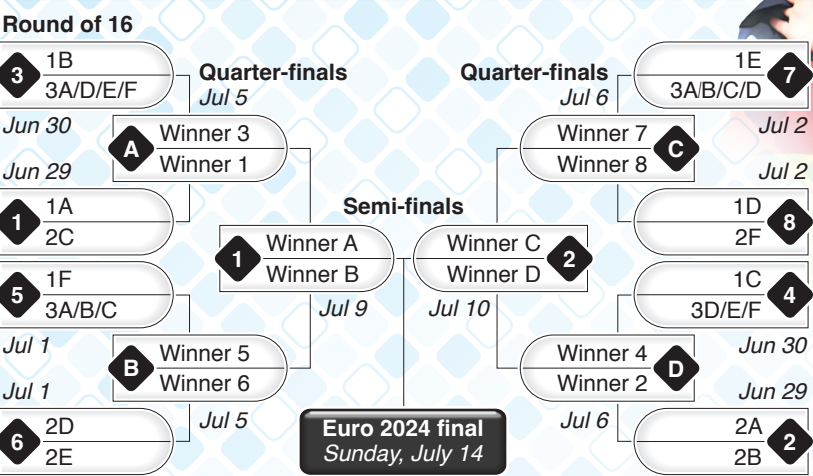 Round of 16
3
1B
3A/D/E/F
Jun 30
Jun 29
1
1A
2C
5
1F
3A/B/C
Jul 1
Jul 1
6
2D
2E
Quarter-finals
Jul 5
A
Winner 3
Winner 1
B
Winner 5
Winner 6
Jul 5
Semi-finals
1
Winner A
Winner B
Jul 9
Winner C
Winner D
2
Jul 10
Euro 2024 final
Sunday, July 14
Quarter-finals
Jul 6
Winner 7
Winner 8
C
Winner 4
Winner 2
D
Jul 6
1E
3A/B/C/D
7
Jul 2
Jul 2
1D
2F
8
1C
3D/E/F
4
Jun 30
Jun 29
2A
2B
2